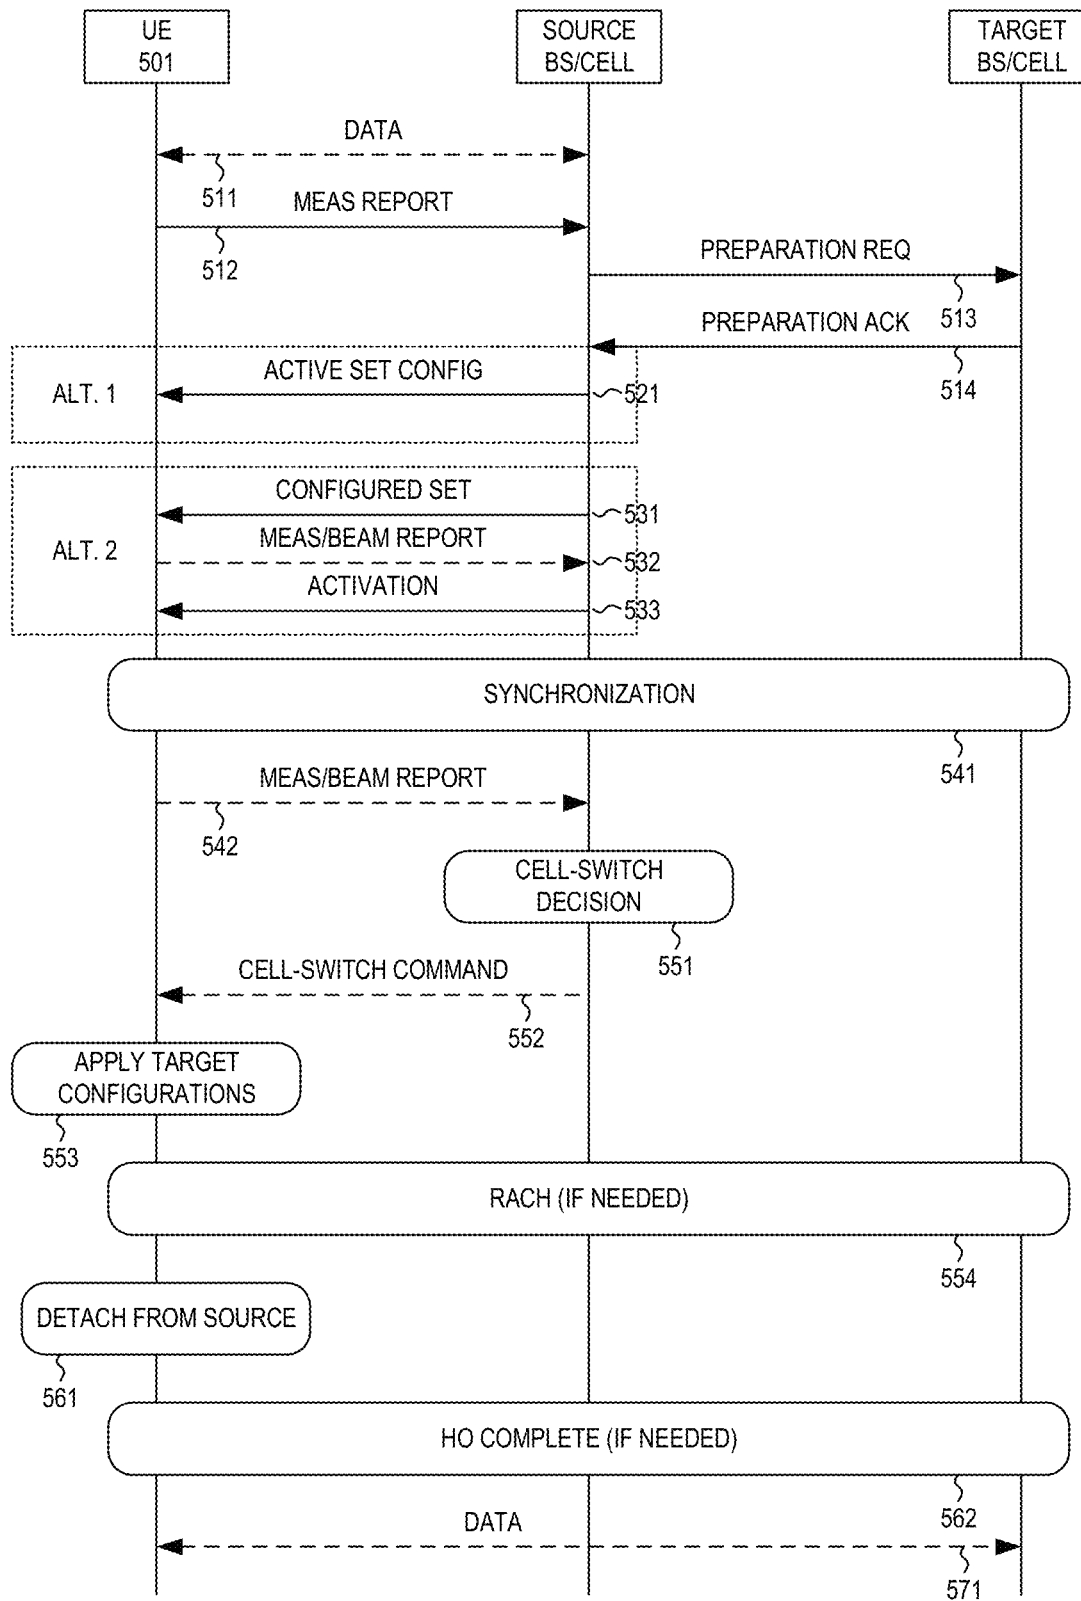 UE
501
SOURCE
BS/CELL
TARGET
BS/CELL
DATA
511
MEAS REPORT
512
PREPARATION REQ
513
PREPARATION ACK
514
ALT. 1
ACTIVE SET CONFIG
521
ALT. 2
CONFIGURED SET
531
MEAS/BEAM REPORT
532
ACTIVATION
533
SYNCHRONIZATION
541
MEAS/BEAM REPORT
542
CELL-SWITCH
DECISION
551
CELL-SWITCH COMMAND
552
APPLY TARGET
CONFIGURATIONS
553
RACH (IF NEEDED)
554
DETACH FROM SOURCE
561
HO COMPLETE (IF NEEDED)
562
DATA
571